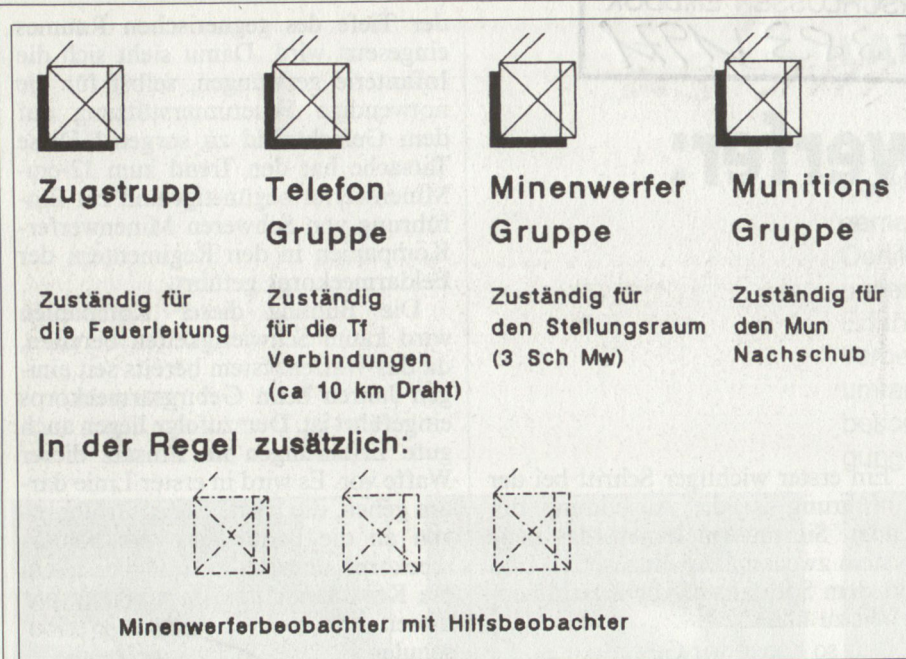 Zugstrupp
Zuständig für
die Feuerleitung
Telefon
Gruppe
Zuständig
für die Tf
Verbindungen
(ca 10 km Draht)
Minenwerfer
Gruppe
Zuständig für
den Stellungsraum
(3 Sch Mw)
Munitions
Gruppe
Zuständig für
den Mun
Nachschub
In der Regel zusätzlich:
Minenwerferbeobachter mit Hilfsbeobachter